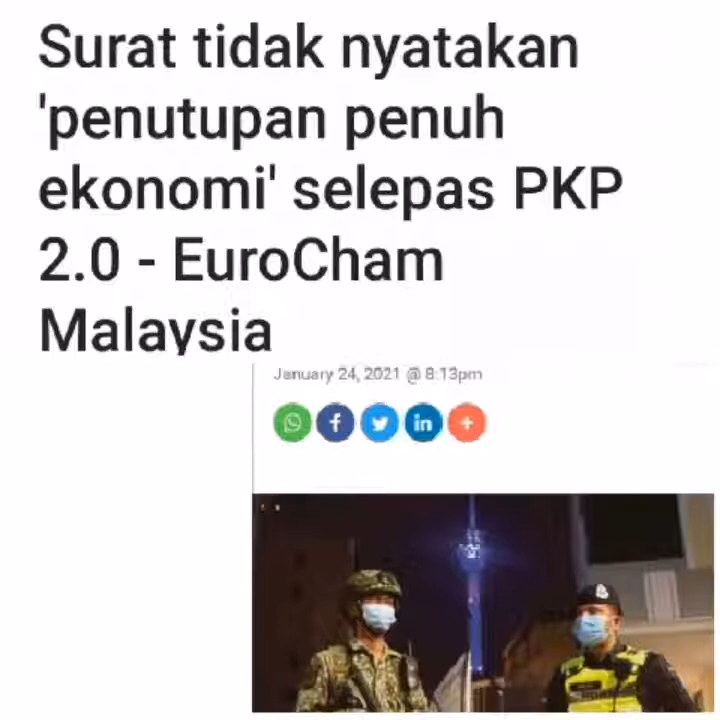 Surat tidak nyatakan
'penutupan penuh
ekonomi' selepas PKP
2.0 - EuroCham
Malaysia
January 24, 2021 @ 8:13pm